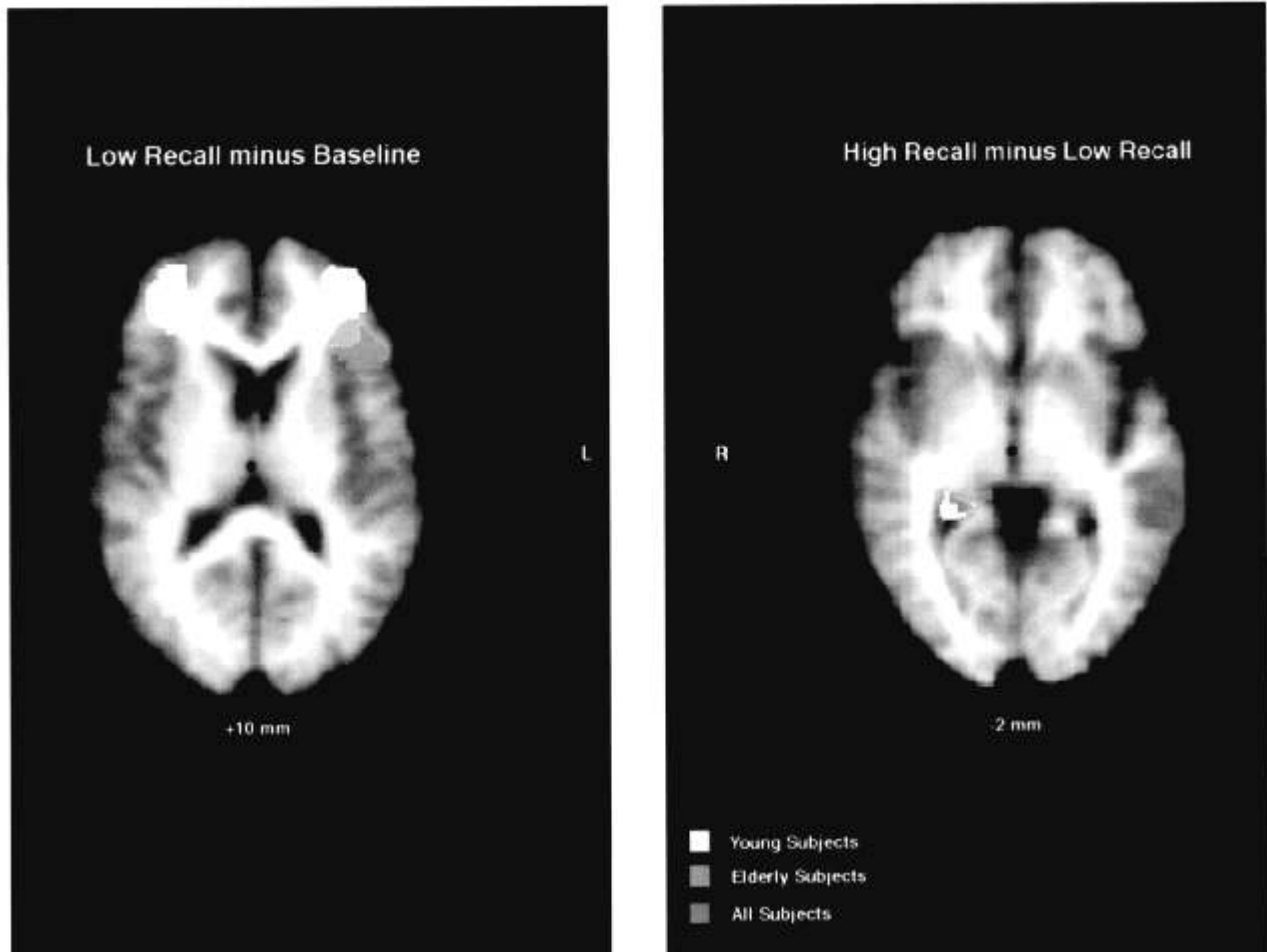 Low Recall minus Baseline
High Recall minus Low Recall
L
R
+10 mm
-2 mm
Young Subjects
Elderly Subjects
All Subjects